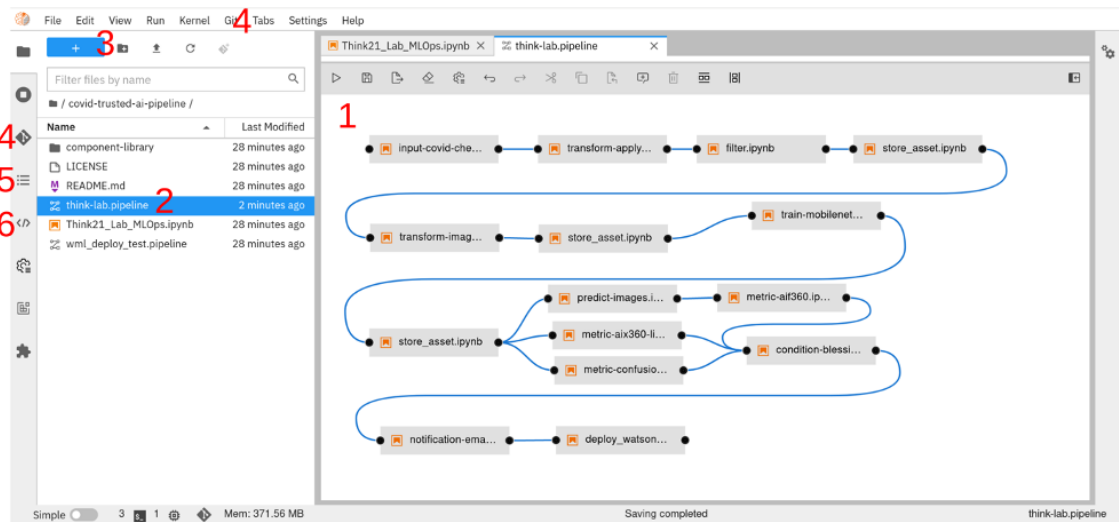 File Edit View Run Kernel Git Tabs Settings Help
4
3
+
Think21_Lab_MLOps.ipynb
think-lab.pipeline
Filter files by name
/ covid-trusted-ai-pipeline /
Name Last Modified
component-library 28 minutes ago
LICENSE 28 minutes ago
README.md 28 minutes ago
think-lab.pipeline 2 minutes ago
Think21_Lab_MLOps.ipynb 28 minutes ago
wml_deploy_test.pipeline 28 minutes ago
4
5
2
6
1
input-covid-che...
transform-apply...
filter.ipynb
store_asset.ipynb
transform-imag...
store_asset.ipynb
train-mobilenet...
predict-images.i...
metric-aif360.ip...
store_asset.ipynb
metric-aix360-li...
condition-blessi...
metric-confusio...
notification-ema...
deploy_watson...
Simple 3 1 Mem: 371.56 MB
Saving completed
think-lab.pipeline